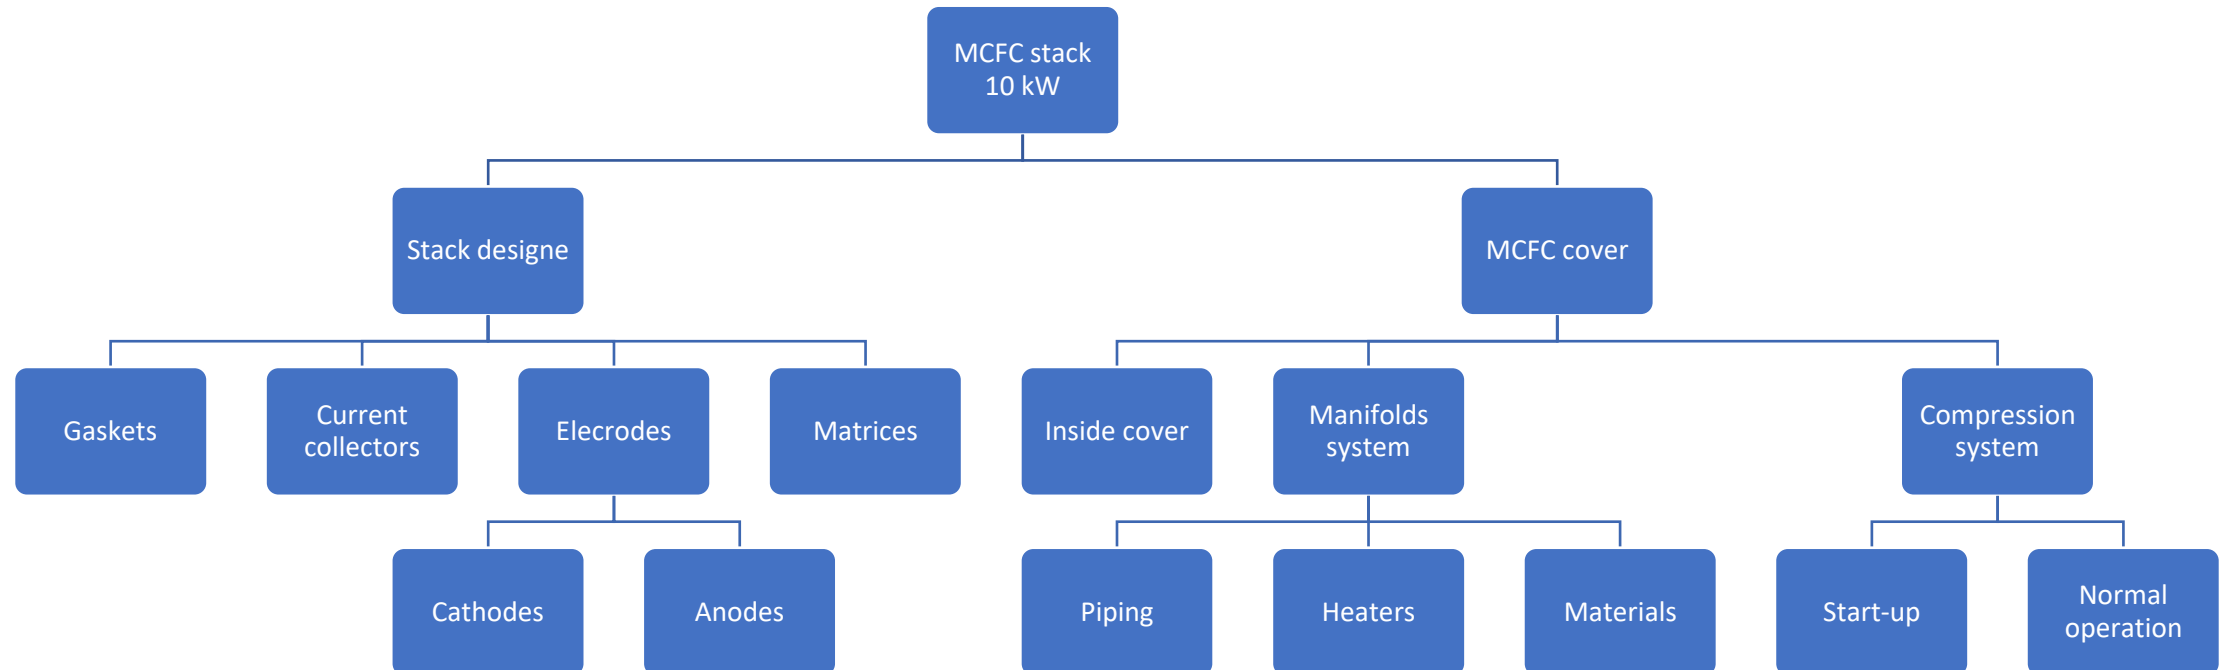 MCFC stack
10 kW
Stack designe
MCFC cover
Gaskets
Current
collectors
Elecrodes
Matrices
Inside cover
Manifolds
system
Compression
system
Cathodes
Anodes
Piping
Heaters
Materials
Start-up
Normal
operation